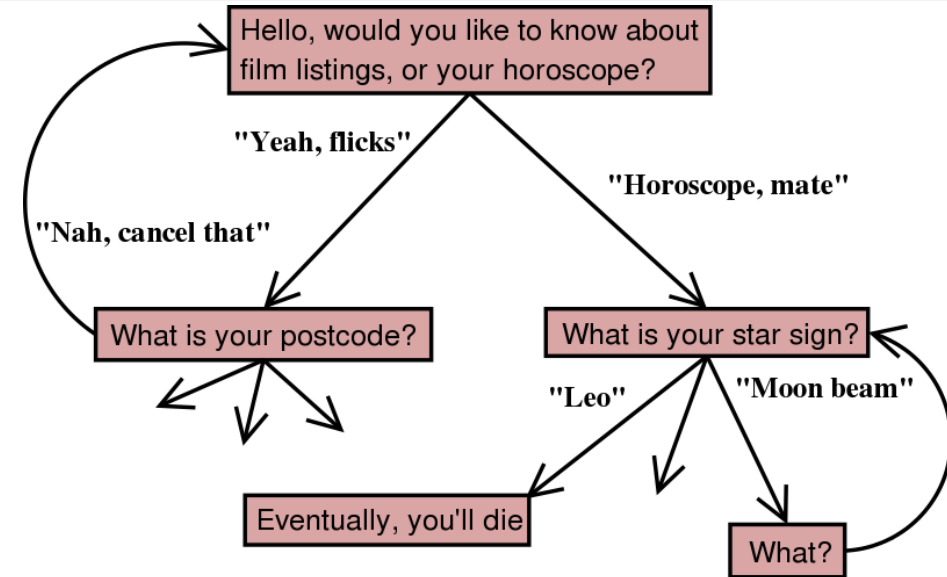 Hello, would you like to know about
film listings, or your horoscope?
"Yeah, flicks"
"Horoscope, mate"
"Nah, cancel that"
What is your postcode?
What is your star sign?
"Leo"
"Moon beam"
Eventually, you'll die
What?